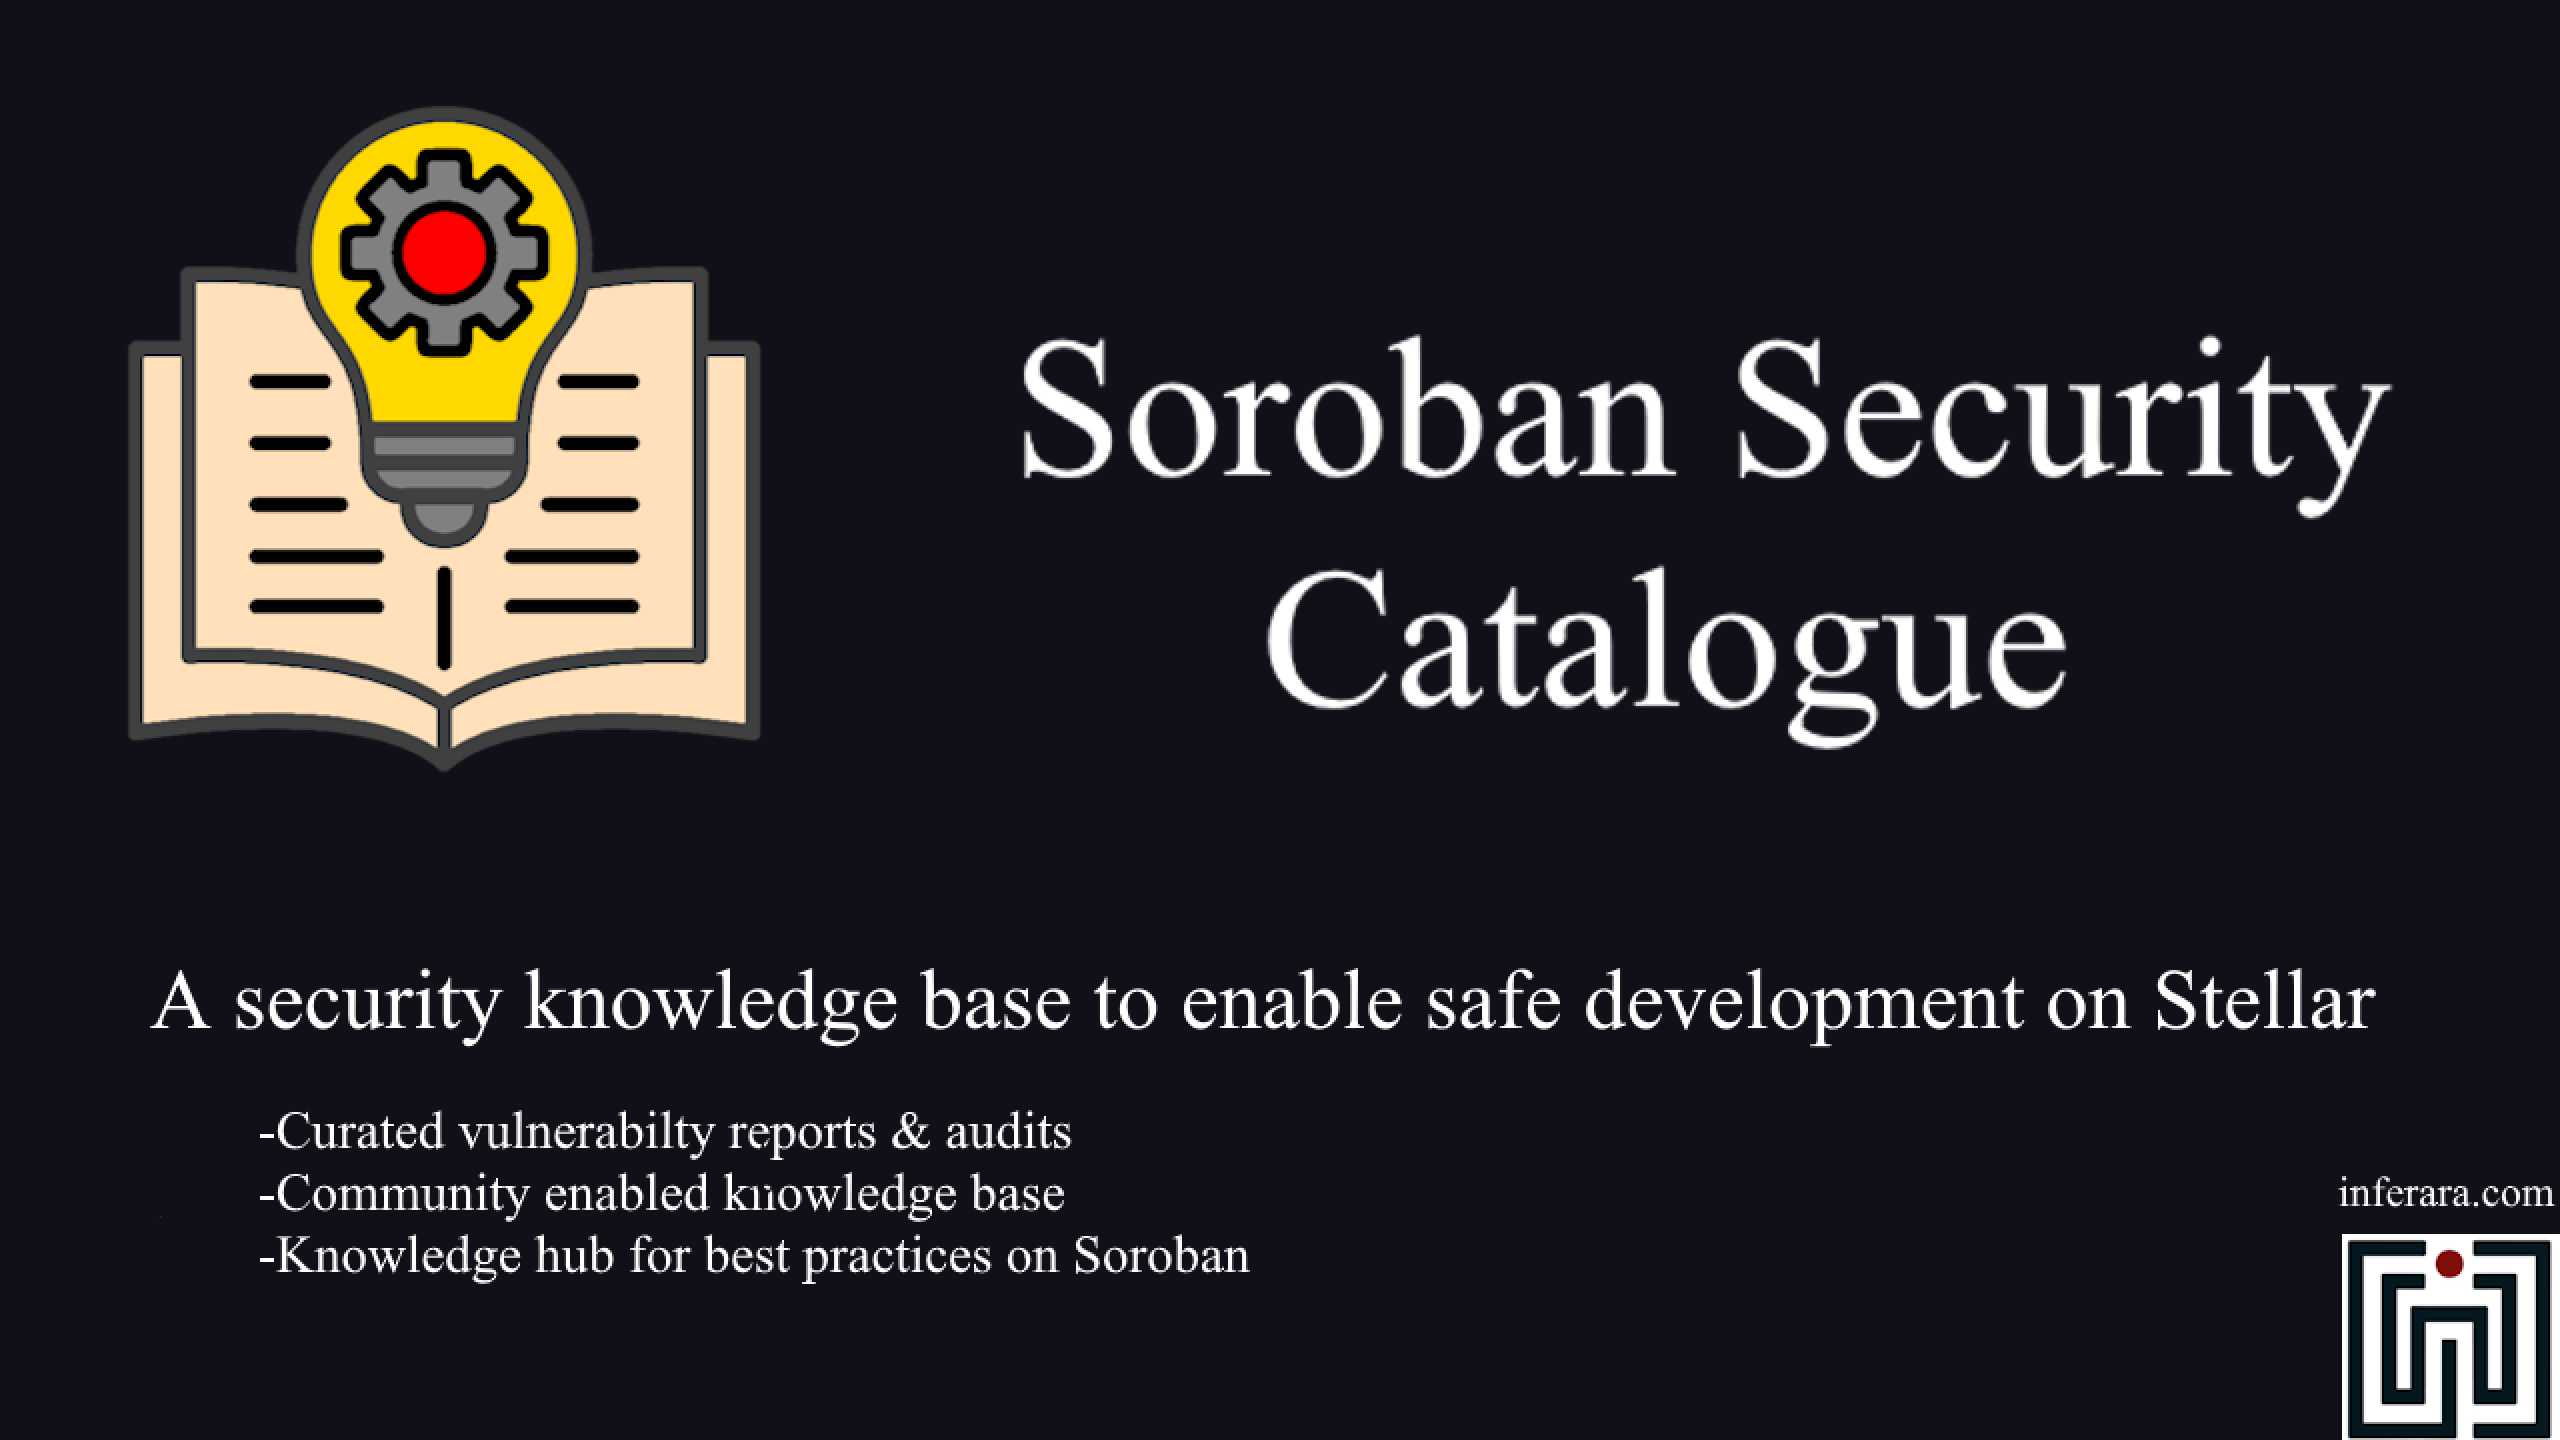 Soroban Security
Catalogue
A security knowledge base to enable safe development on Stellar
-Curated vulnerabilty reports & audits
-Community enabled knowledge base
-Knowledge hub for best practices on Soroban
inferara.com